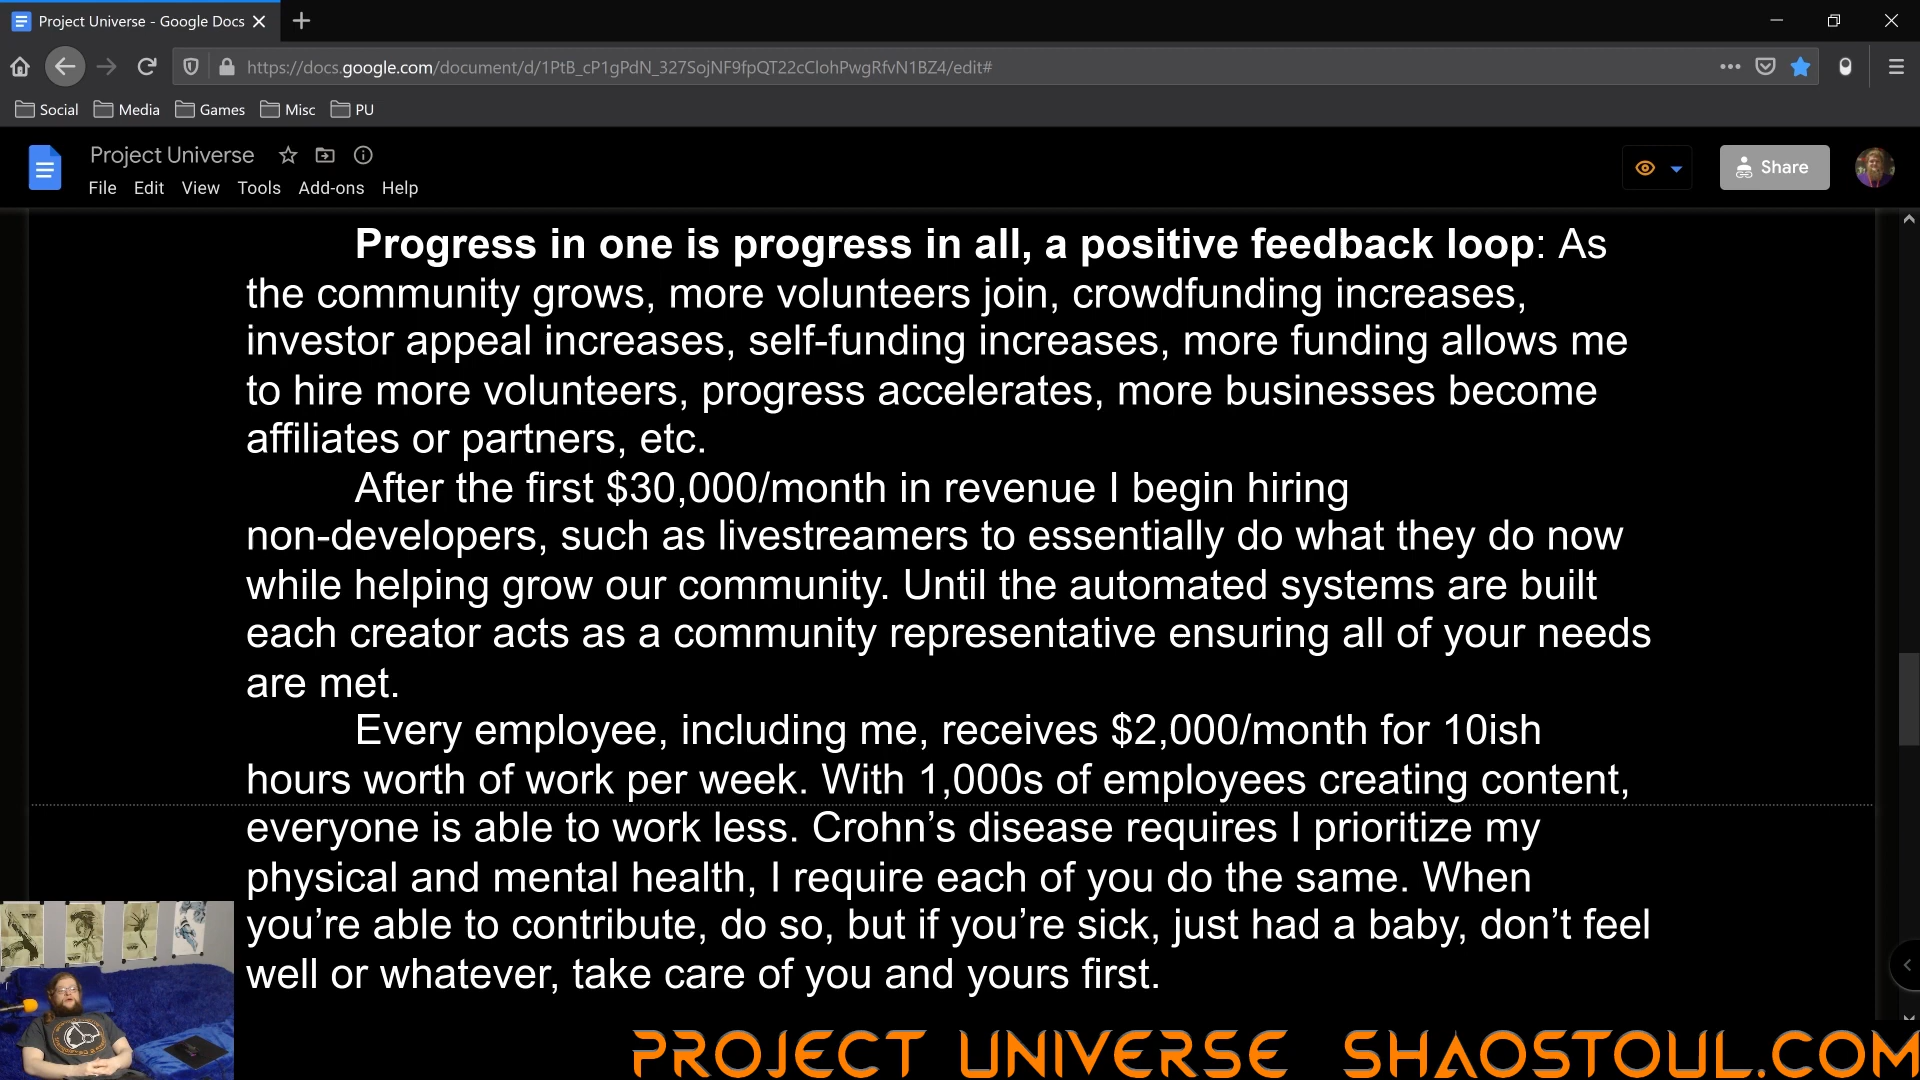 Project Universe - Google Docs
https://docs.google.com/document/d/1PtB_cP1gPdN_327SojNF9fpQT22cClohPwgRfvN1BZ4/edit#
Social Media Games Misc PU
Project Universe
File Edit View Tools Add-ons Help
Share
Progress in one is progress in all, a positive feedback loop: As
the community grows, more volunteers join, crowdfunding increases,
investor appeal increases, self-funding increases, more funding allows me
to hire more volunteers, progress accelerates, more businesses become
affiliates or partners, etc.
After the first $30,000/month in revenue I begin hiring
non-developers, such as livestreamers to essentially do what they do now
while helping grow our community. Until the automated systems are built
each creator acts as a community representative ensuring all of your needs
are met.
Every employee, including me, receives $2,000/month for 10ish
hours worth of work per week. With 1,000s of employees creating content,
everyone is able to work less. Crohn’s disease requires I prioritize my
physical and mental health, I require each of you do the same. When
you’re able to contribute, do so, but if you’re sick, just had a baby, don’t feel
well or whatever, take care of you and yours first.
PROJECT UNIVERSE SHAOSTOUL.COM